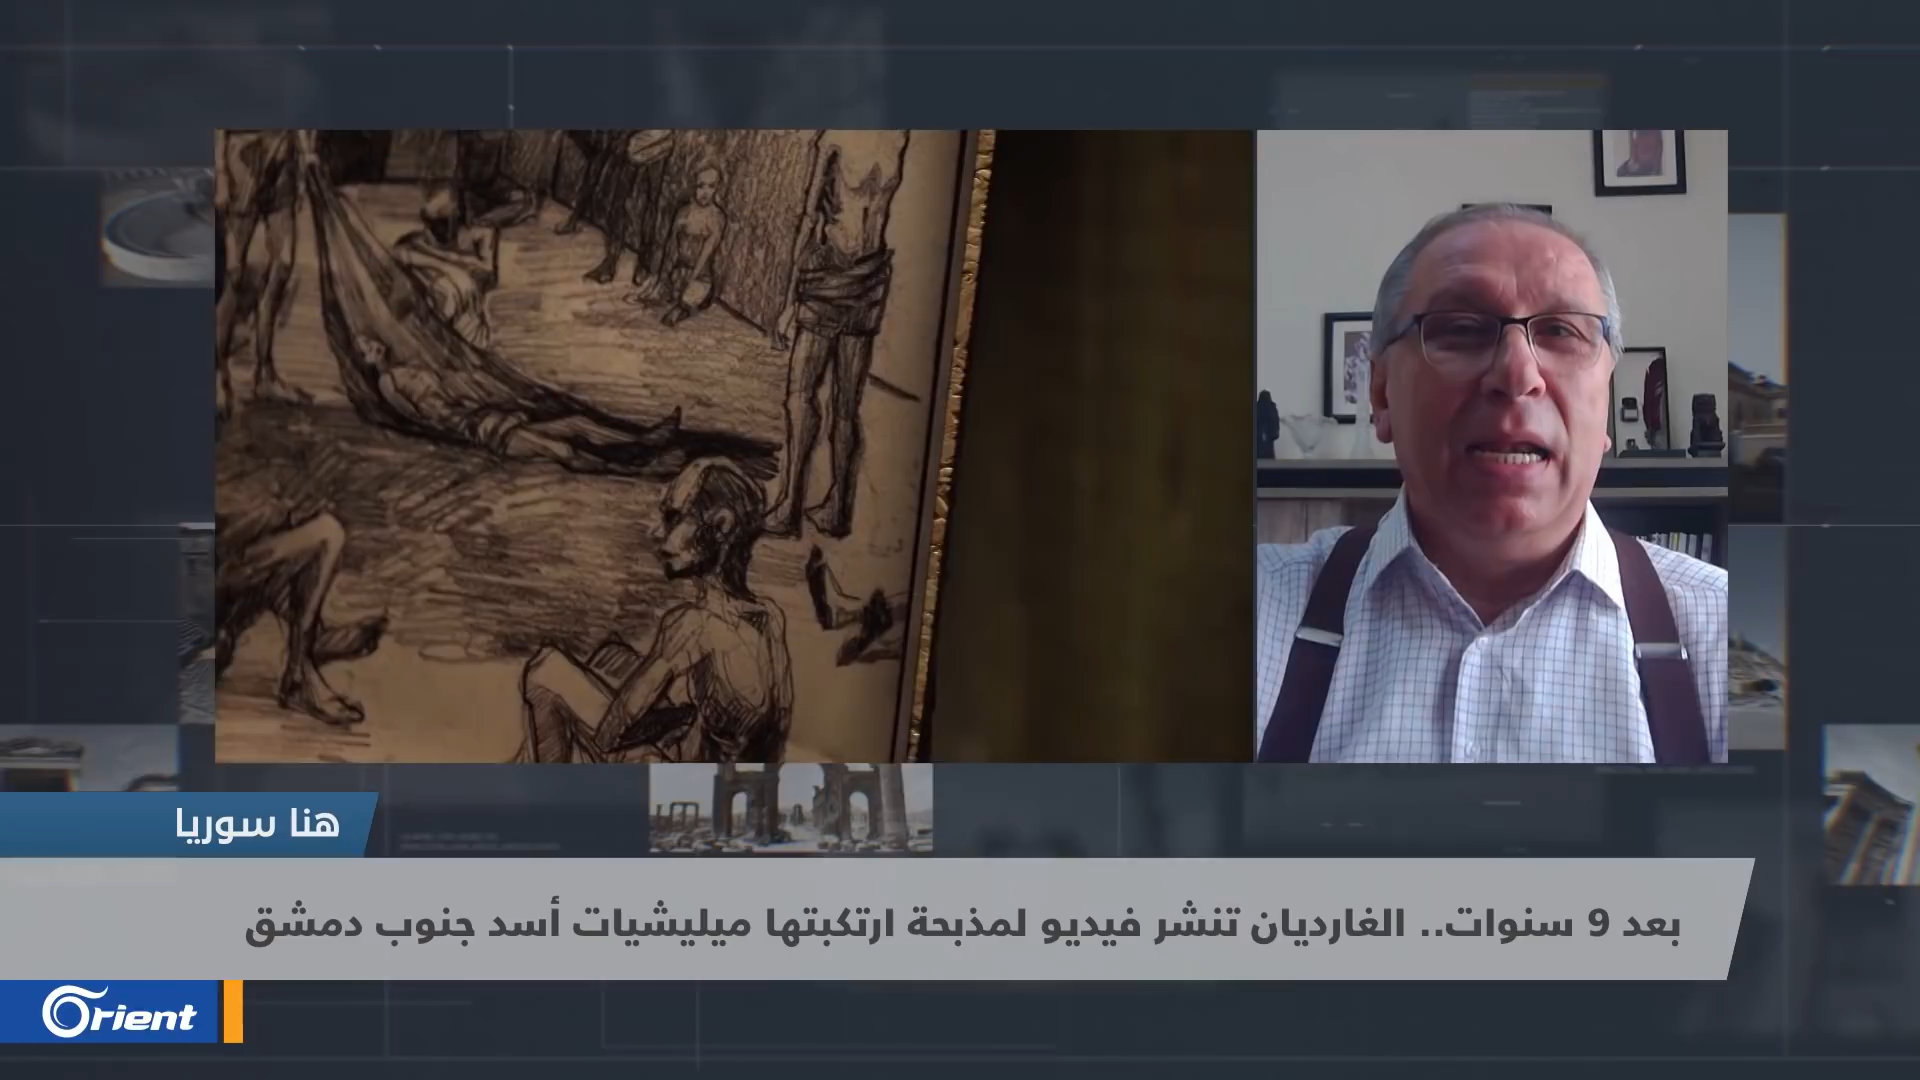 هنا سوريا
بعد 9 سنوات.. الغارديان تنشر فيديو لمذبحة ارتكبتها ميليشيات أسد جنوب دمشق
Orient